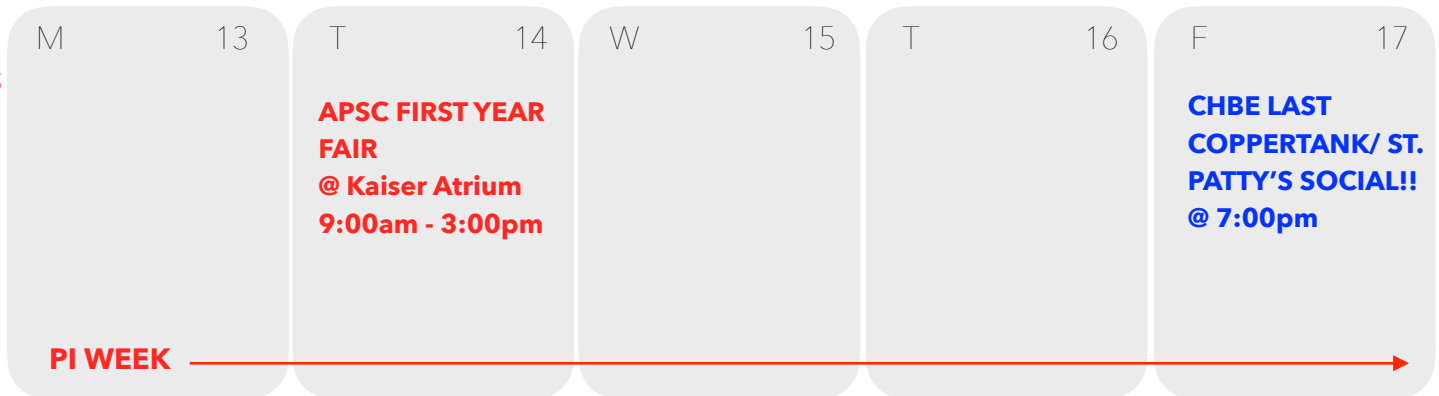 M 13
T 14
W 15
T 16
F 17
APSC FIRST YEAR
FAIR
@ Kaiser Atrium
9:00am - 3:00pm
CHBE LAST
COPPERTANK/ ST.
PATTY’S SOCIAL!!
@ 7:00pm
PI WEEK